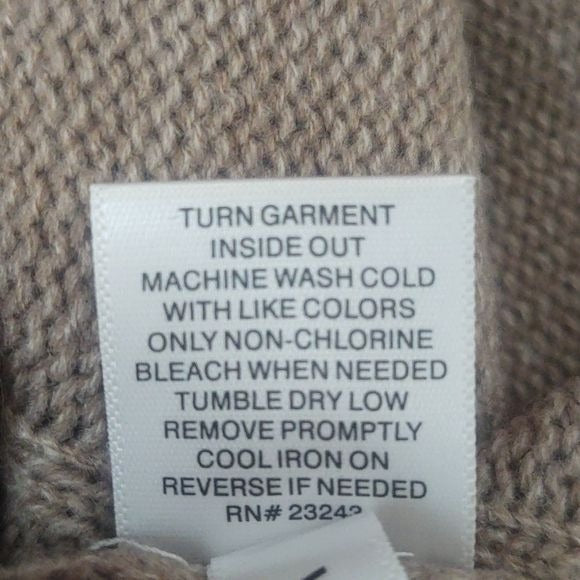 TURN GARMENT
INSIDE OUT
MACHINE WASH COLD
WITH LIKE COLORS
ONLY NON-CHLORINE
BLEACH WHEN NEEDED
TUMBLE DRY LOW
REMOVE PROMPTLY
COOL IRON ON
REVERSE IF NEEDED
RN#